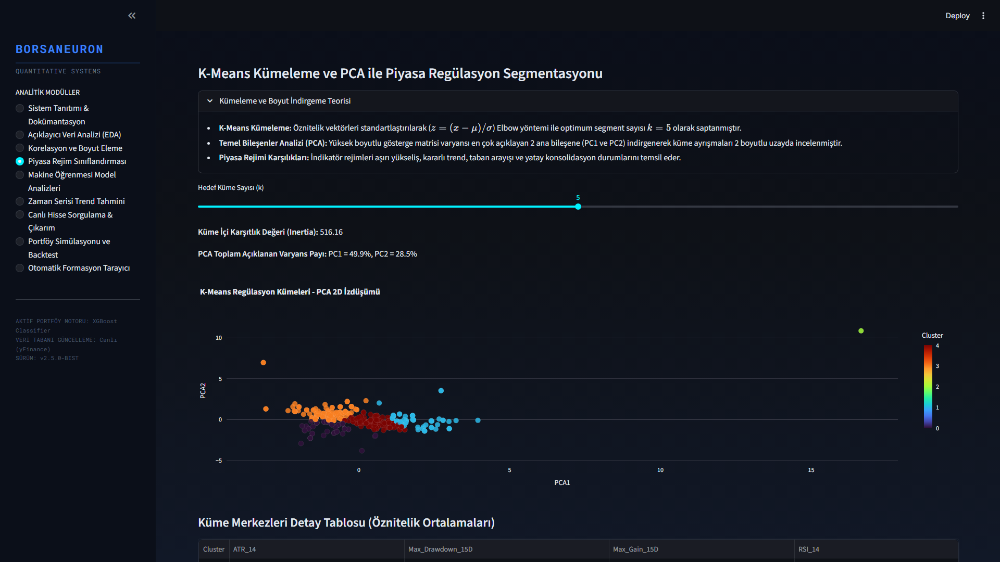 Deploy
BORSANEURON
QUANTITATIVE SYSTEMS
ANALİTİK MODÜLLER
Sistem Tanıtımı &
Dokümantasyon
Açıklayıcı Veri Analizi (EDA)
Korelasyon ve Boyut Eleme
Piyasa Rejim Sınıflandırması
Makine Öğrenmesi Model
Analizleri
Zaman Serisi Trend Tahmini
Canlı Hisse Sorgulama &
Çıkarım
Portföy Simülasyonu ve
Backtest
Otomatik Formasyon Tarayıcı
AKTİF PORTFÖY MOTORU: XGBoost
Classifier
VERİ TABANI GÜNCELLEME: Canlı
(yFinance)
SÜRÜM: v2.5.0-BIST
K-Means Kümeleme ve PCA ile Piyasa Regülasyon Segmentasyonu
Kümeleme ve Boyut İndirgeme Teorisi
• K-Means Kümeleme: Öznitelik vektörleri standartlaştırılarak (z = (x − μ)/σ) Elbow yöntemi ile optimum segment sayısı k = 5 olarak saptanmıştır.
• Temel Bileşenler Analizi (PCA): Yüksek boyutlu gösterge matrisi varyansı en çok açıklayan 2 ana bileşene (PC1 ve PC2) indirgenerek küme ayrışmaları 2 boyutlu uzayda incelenmiştir.
• Piyasa Rejimi Karşılıkları: İndikatör rejimleri aşırı yükseliş, kararlı trend, taban arayışı ve yatay konsolidasyon durumlarını temsil eder.
Hedef Küme Sayısı (k)
5
Küme İçi Karşıtlık Değeri (Inertia): 516.16
PCA Toplam Açıklanan Varyans Payı: PC1 = 49.9%, PC2 = 28.5%
K-Means Regülasyon Kümeleri - PCA 2D İzdüşümü
10
5
0
−5
PCA2
0 5 10 15
PCA1
Cluster
4
3
2
1
0
Küme Merkezleri Detay Tablosu (Öznitelik Ortalamaları)
Cluster ATR_14 Max_Drawdown_15D Max_Gain_15D RSI_14